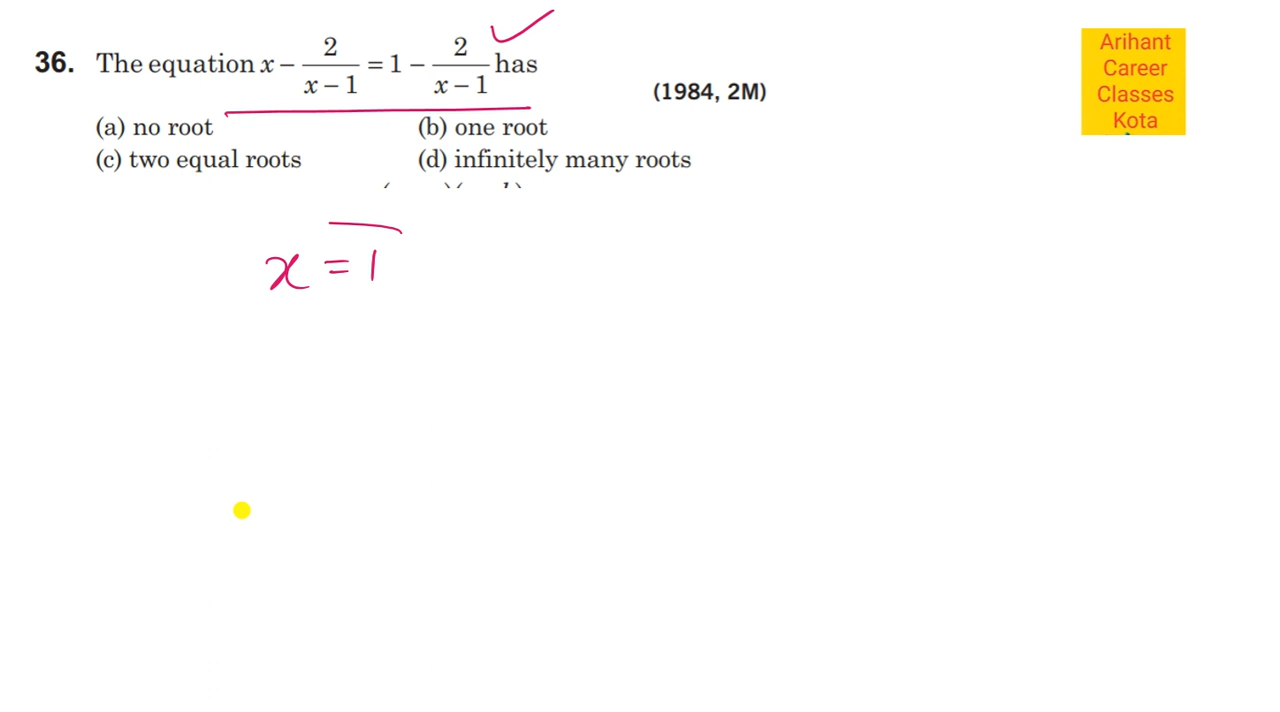 36. The equation x − 2/(x − 1) = 1 − 2/(x − 1) has
(1984, 2M)
(a) no root (b) one root
(c) two equal roots (d) infinitely many roots
x = 1
Arihant
Career
Classes
Kota